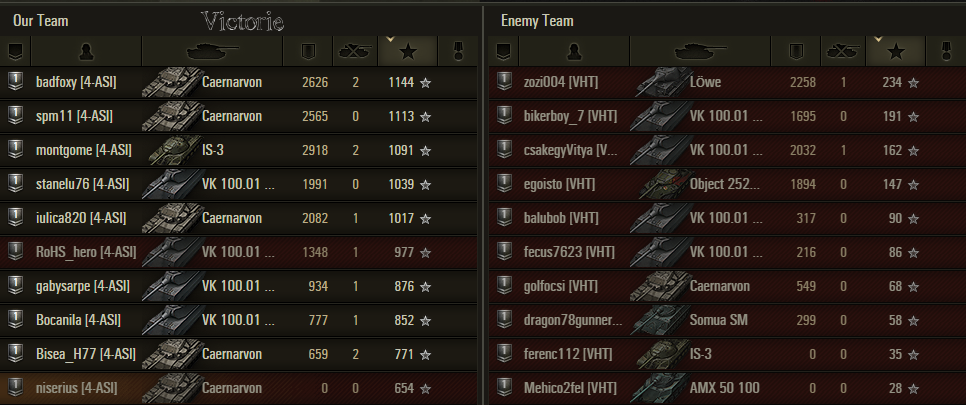 Our Team Victorie
badfoxy [4-ASI] Caernarvon 2626 2 1144
spm11 [4-ASI] Caernarvon 2565 0 1113
montgome [4-ASI] IS-3 2918 2 1091
stanelu76 [4-ASI] VK 100.01 ... 1991 0 1039
iulica820 [4-ASI] Caernarvon 2082 1 1017
RoHS_hero [4-ASI] VK 100.01 ... 1348 1 977
gabysarpe [4-ASI] VK 100.01 ... 934 1 876
Bocanila [4-ASI] VK 100.01 ... 777 1 852
Bisea_H77 [4-ASI] Caernarvon 659 2 771
niserius [4-ASI] Caernarvon 0 0 654
Enemy Team
zozi004 [VHT] Löwe 2258 1 234
bikerboy_7 [VHT] VK 100.01 ... 1695 0 191
csakegyVitya [V... VK 100.01 ... 2032 1 162
egoisto [VHT] Object 252... 1894 0 147
balubob [VHT] VK 100.01 ... 317 0 90
fecus7623 [VHT] VK 100.01 ... 216 0 86
golfocsi [VHT] Caernarvon 549 0 68
dragon78gunner... Somua SM 299 0 58
ferenc112 [VHT] IS-3 0 0 35
Mehico2fel [VHT] AMX 50 100 0 0 28